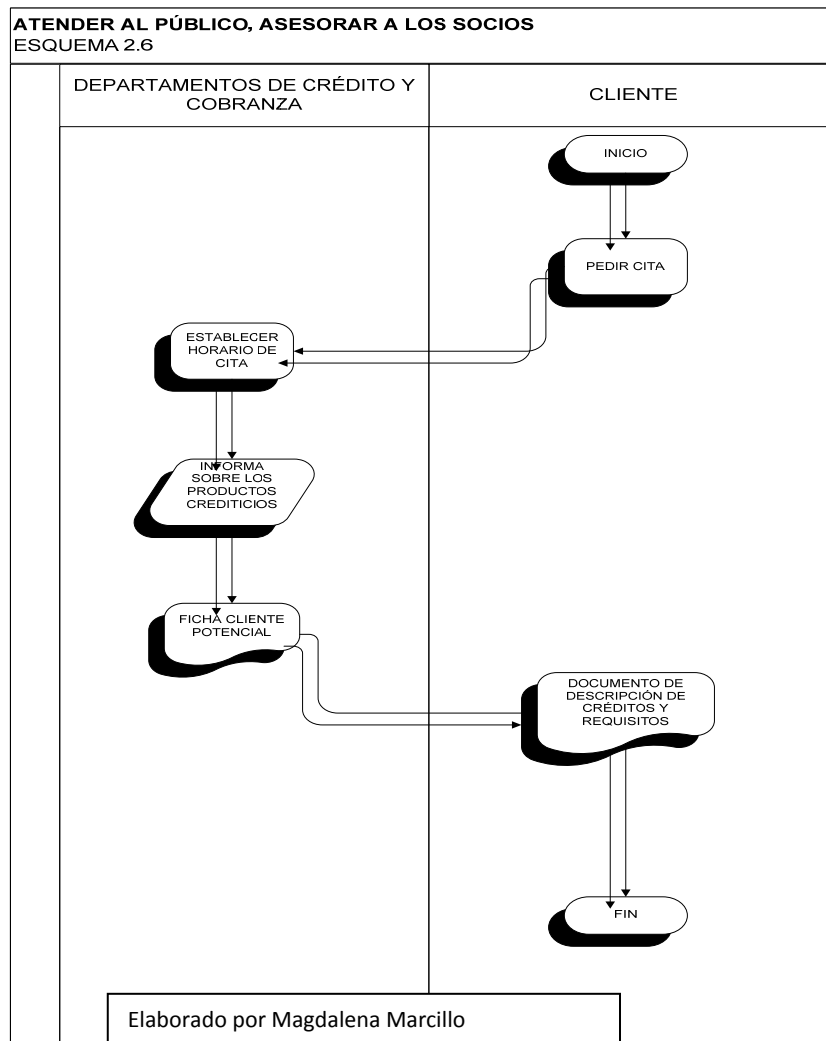 ATENDER AL PÚBLICO, ASESORAR A LOS SOCIOS
ESQUEMA 2.6
DEPARTAMENTOS DE CRÉDITO Y
COBRANZA
CLIENTE
INICIO
PEDIR CITA
ESTABLECER
HORARIO DE
CITA
INFORMA
SOBRE LOS
PRODUCTOS
CREDITICIOS
FICHA CLIENTE
POTENCIAL
DOCUMENTO DE
DESCRIPCIÓN DE
CRÉDITOS Y
REQUISITOS
FIN
Elaborado por Magdalena Marcillo